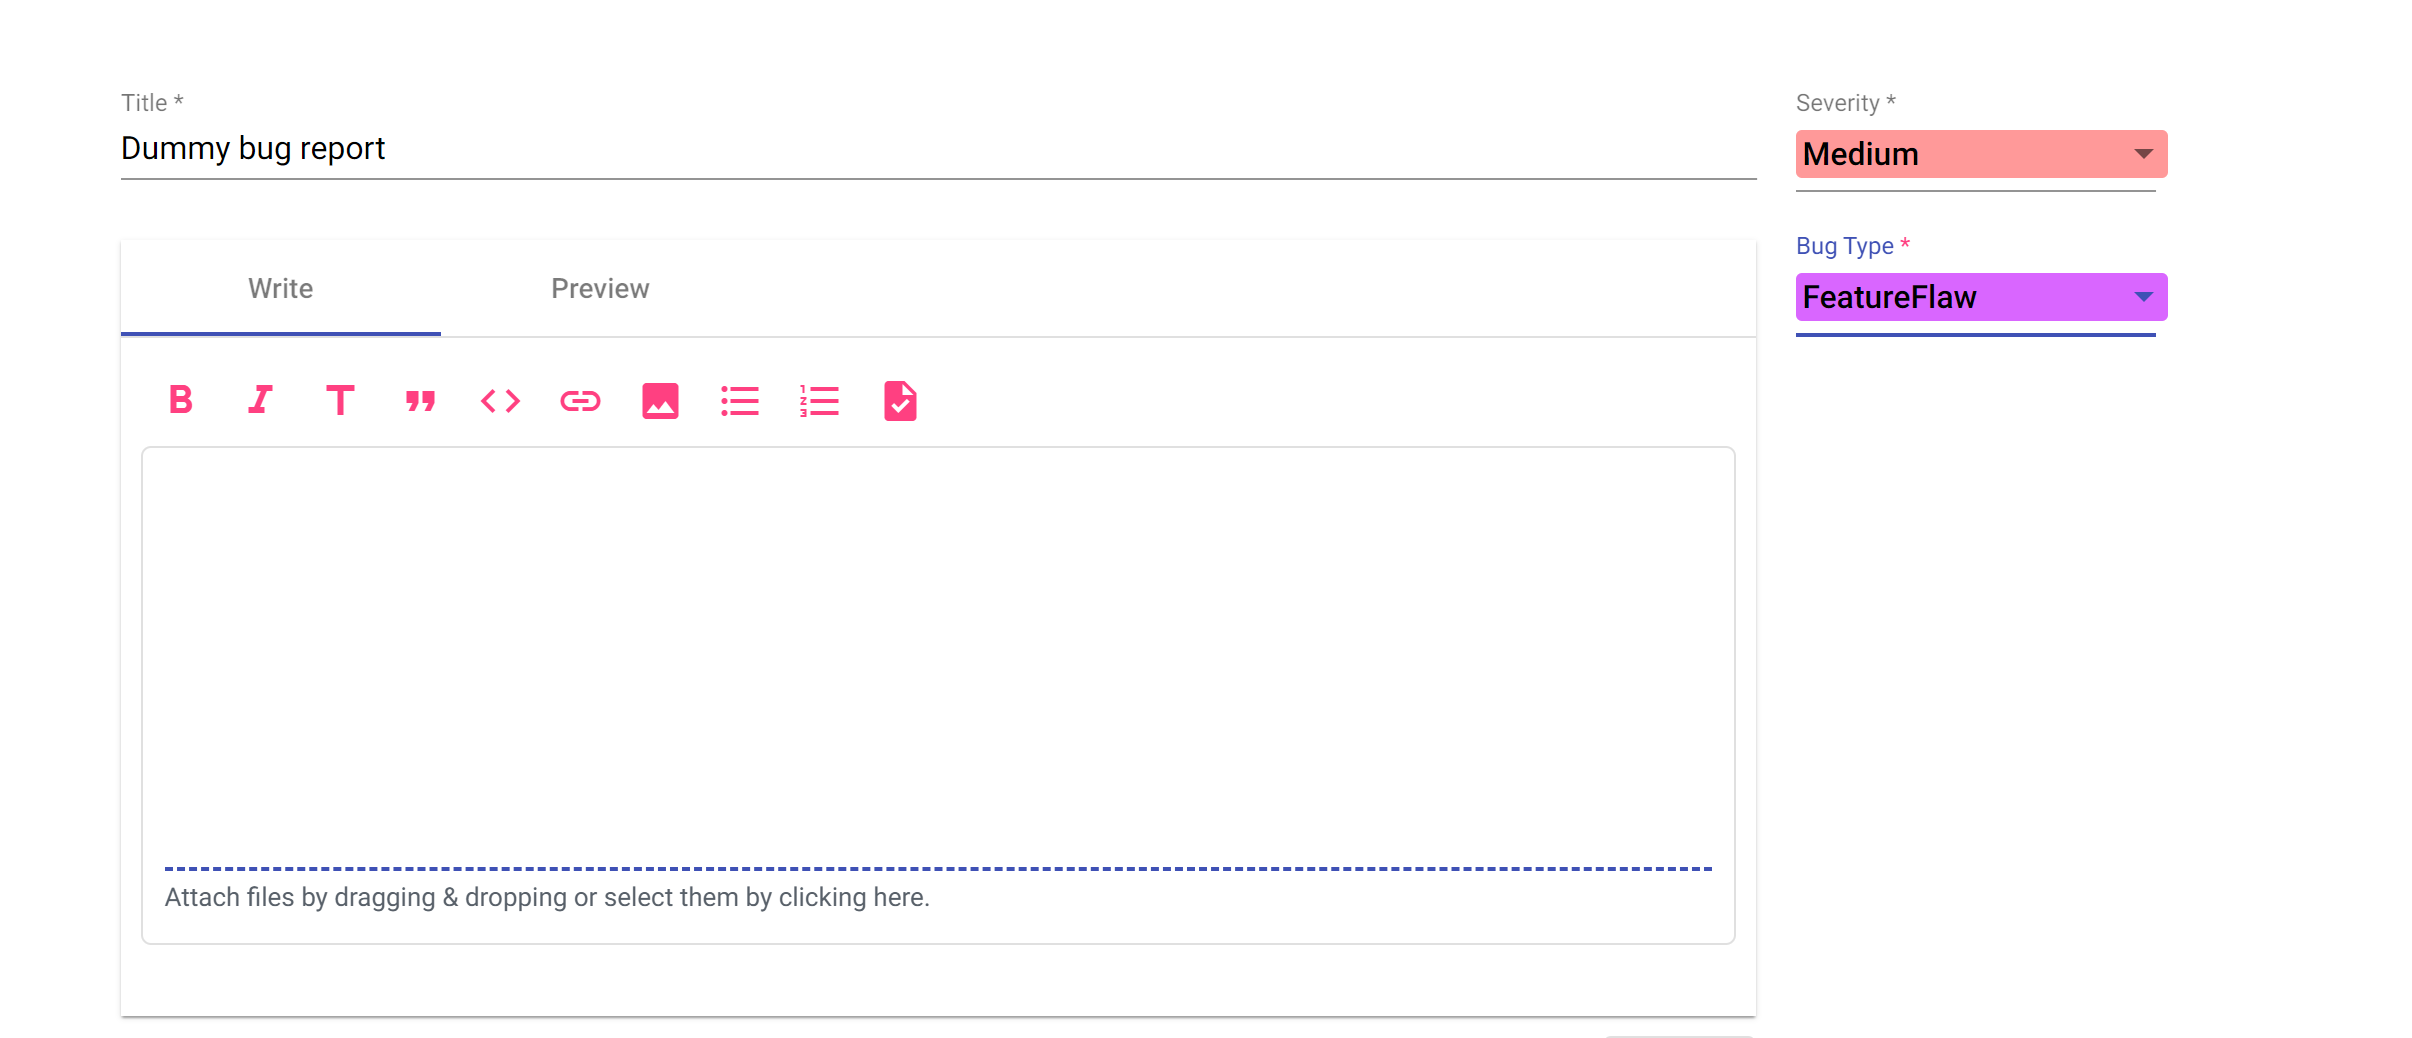 Title *
Dummy bug report
Severity *
Medium
Bug Type *
FeatureFlaw
Write
Preview
Attach files by dragging & dropping or select them by clicking here.